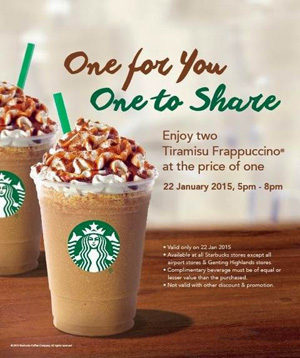 One for You
One to Share
Enjoy two
Tiramisu Frappuccino®
at the price of one
22 January 2015, 5pm - 8pm
• Valid only on 22 Jan 2015
• Available at all Starbucks stores except all
airport stores & Genting Highlands stores.
• Complimentary beverage must be of equal or
lesser value than the purchased.
• Not valid with other discount & promotion.